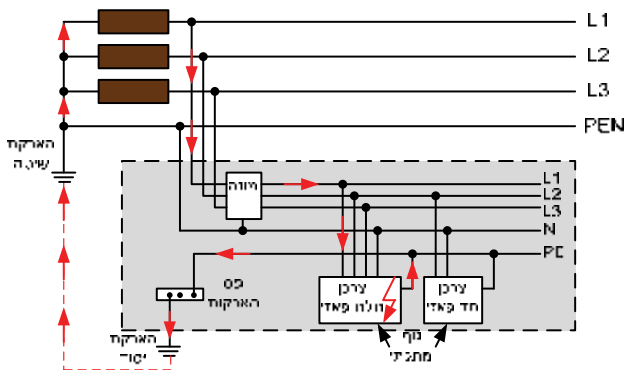 L1
L2
L3
PEN
הארקת
שיטה
מונה
L1
L2
L3
N
PE
פס
הארקות
צרכן
תלת פאזי
צרכן
חד פאזי
גוף
מתכתי
הארקת
יסוד